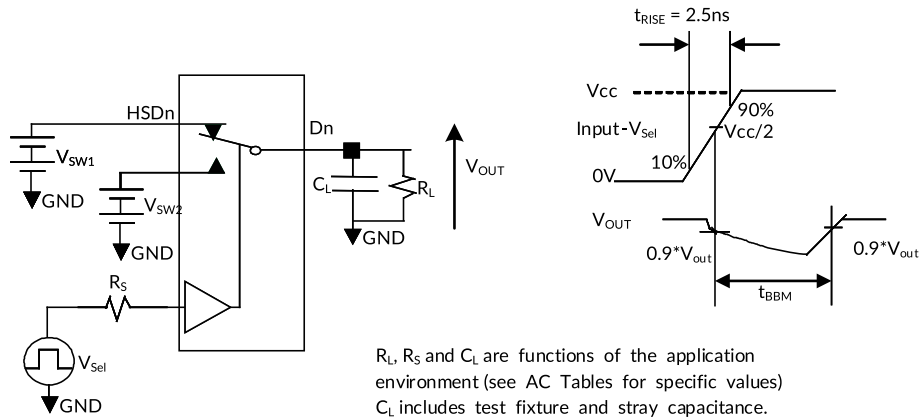 tRISE = 2.5ns
HSDn
Dn
VSW1
GND
VSW2
GND
CL
RL
GND
VOUT
RS
VSel
GND
Vcc
90%
Input-VSel
Vcc/2
10%
0V
VOUT
0.9*Vout
0.9*Vout
tBBM
RL, RS and CL are functions of the application
environment (see AC Tables for specific values)
CL includes test fixture and stray capacitance.